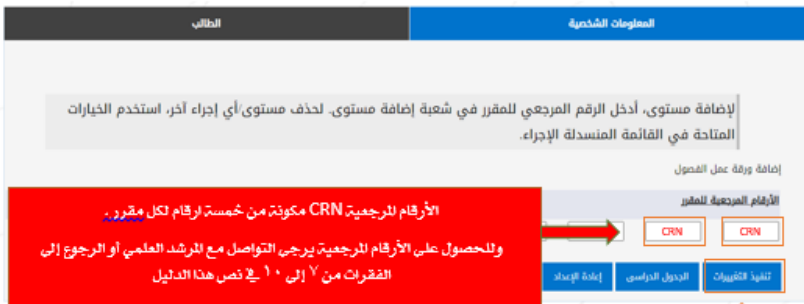 المعلومات الشخصية
الطالب
لإضافة مستوى، أدخل الرقم المرجعي للمقرر في شعبة إضافة مستوى. لحذف مستوى/أي إجراء آخر، استخدم الخيارات
المتاحة في القائمة المنسدلة الإجراء.
إضافة ورقة عمل الفصول
الأرقام المرجعية للمقرر
CRN
CRN
تنفيذ التغييرات
الجدول الدراسى
إعادة الإعداد
الأرقام المرجعية CRN مكونة من خمسة ارقام لكل مقرر .
وللحصول على الأرقام المرجعية يرجى التواصل مع المرشد العلمي أو الرجوع إلى
الفقرات من ٧ إلى ١٠ في نص هذا الدليل